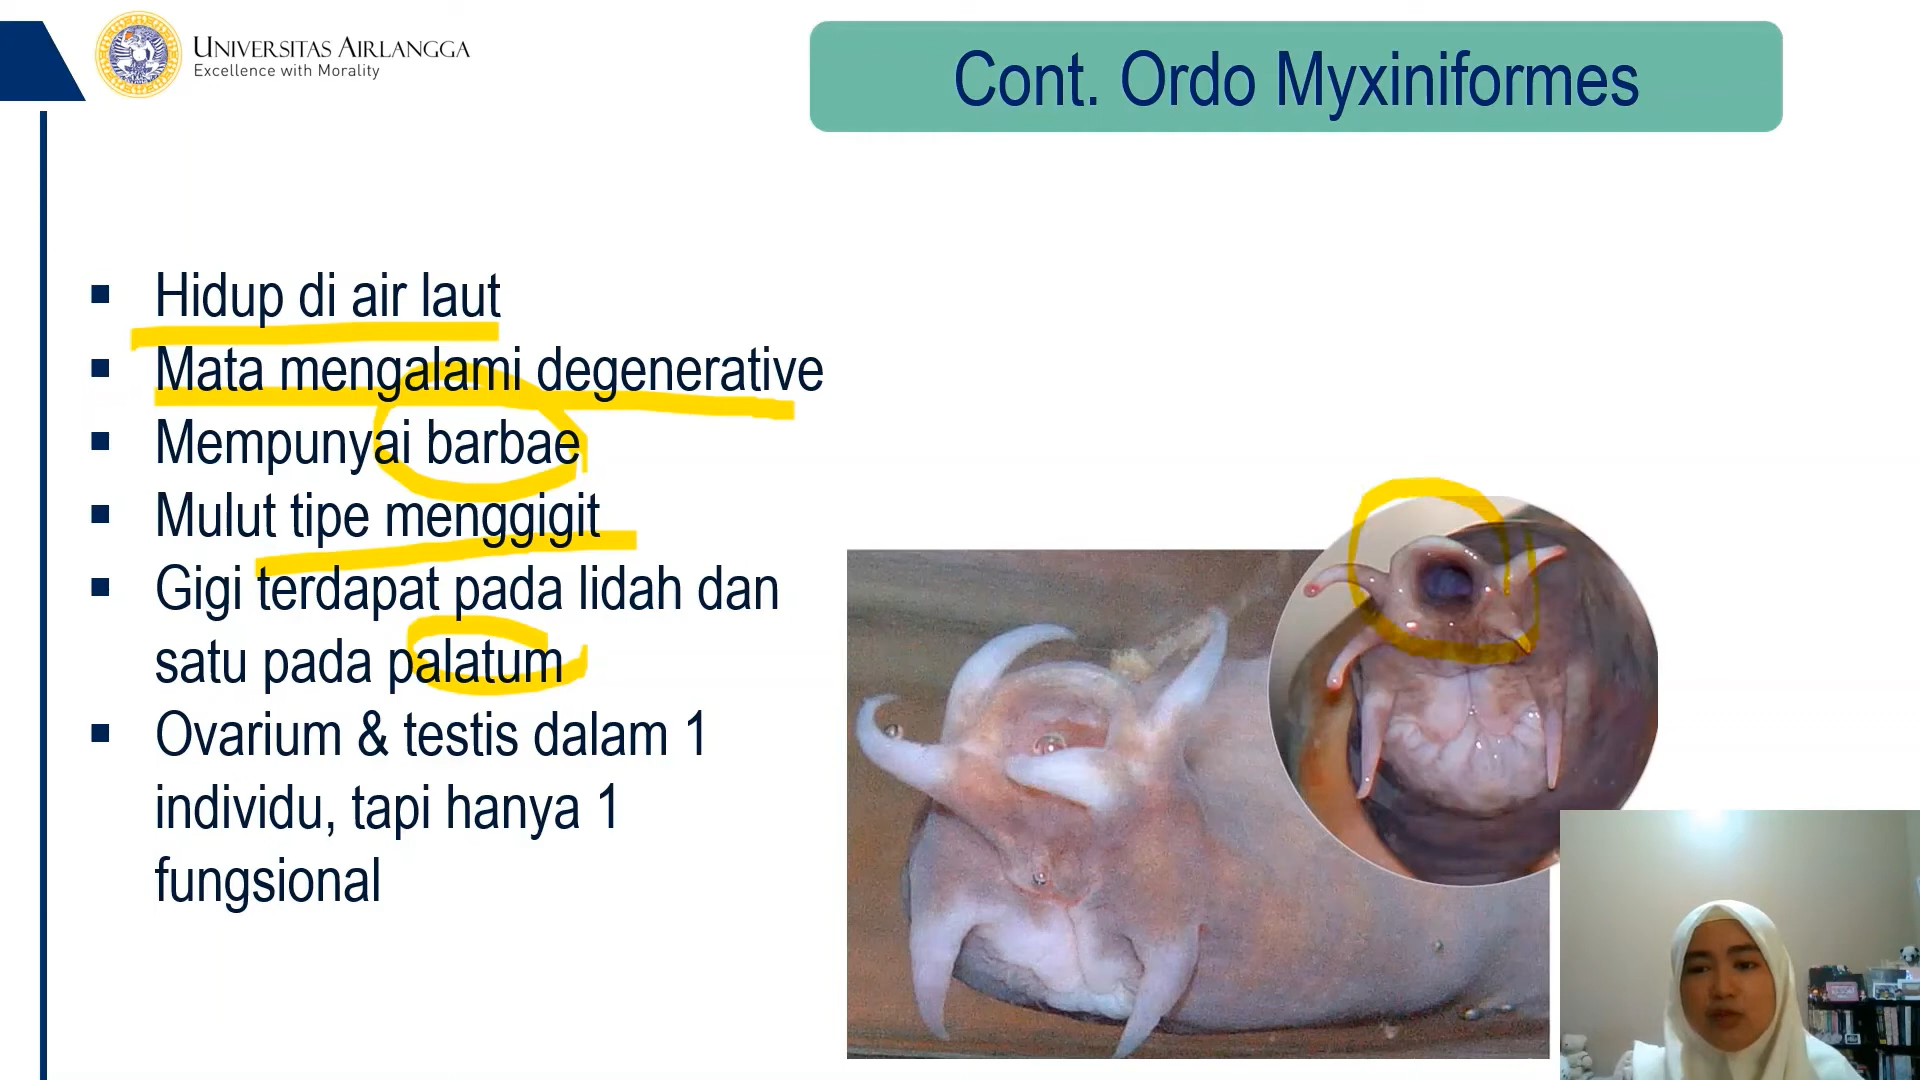 UNIVERSITAS AIRLANGGA
Excellence with Morality
Cont. Ordo Myxiniformes
▪ Hidup di air laut
▪ Mata mengalami degenerative
▪ Mempunyai barbae
▪ Mulut tipe menggigit
▪ Gigi terdapat pada lidah dan
satu pada palatum
▪ Ovarium & testis dalam 1
individu, tapi hanya 1
fungsional